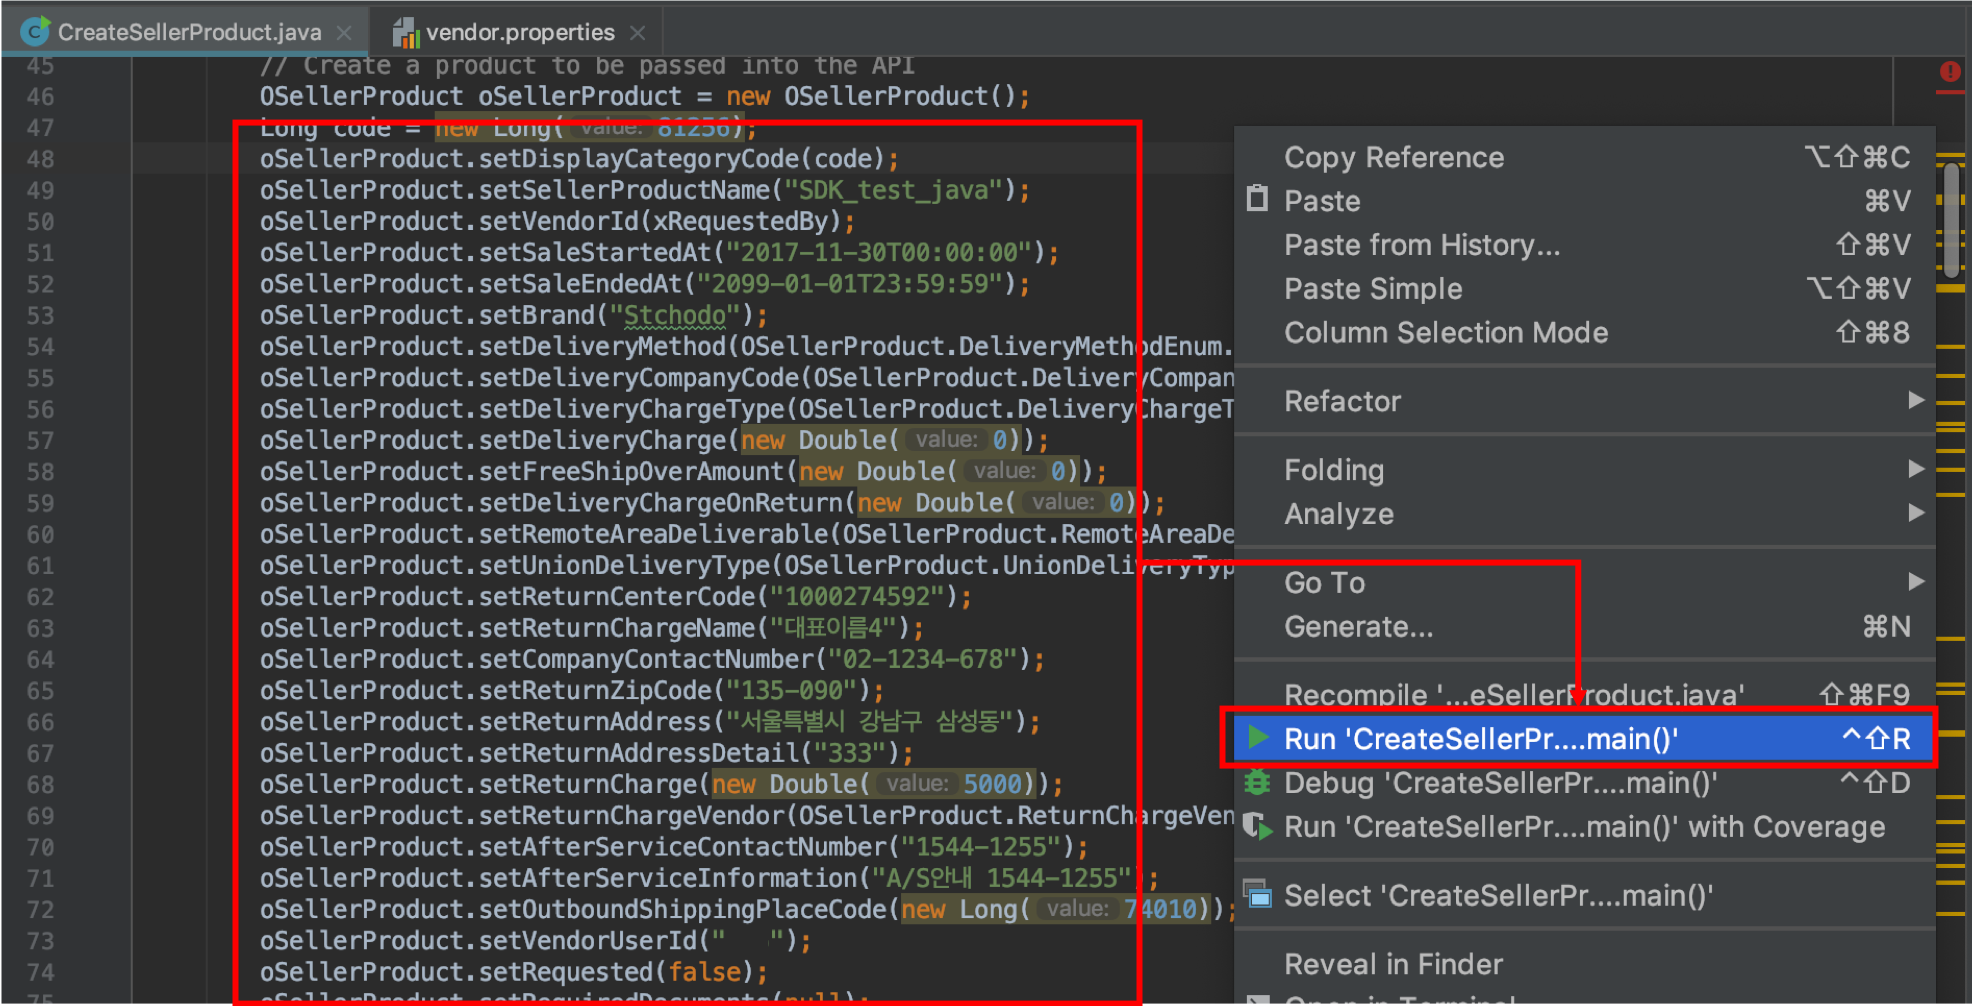 CreateSellerProduct.java
vendor.properties
45 // Create a product to be passed into the API
46 OSellerProduct oSellerProduct = new OSellerProduct();
47 Long code = new Long( value: 81256);
48 oSellerProduct.setDisplayCategoryCode(code);
49 oSellerProduct.setSellerProductName("SDK_test_java");
50 oSellerProduct.setVendorId(xRequestedBy);
51 oSellerProduct.setSaleStartedAt("2017-11-30T00:00:00");
52 oSellerProduct.setSaleEndedAt("2099-01-01T23:59:59");
53 oSellerProduct.setBrand("Stchodo");
54 oSellerProduct.setDeliveryMethod(OSellerProduct.DeliveryMethodEnum.
55 oSellerProduct.setDeliveryCompanyCode(OSellerProduct.DeliveryCompan
56 oSellerProduct.setDeliveryChargeType(OSellerProduct.DeliveryChargeT
57 oSellerProduct.setDeliveryCharge(new Double( value: 0));
58 oSellerProduct.setFreeShipOverAmount(new Double( value: 0));
59 oSellerProduct.setDeliveryChargeOnReturn(new Double( value: 0));
60 oSellerProduct.setRemoteAreaDeliverable(OSellerProduct.RemoteAreaDe
61 oSellerProduct.setUnionDeliveryType(OSellerProduct.UnionDeliveryTyp
62 oSellerProduct.setReturnCenterCode("1000274592");
63 oSellerProduct.setReturnChargeName("대표이름4");
64 oSellerProduct.setCompanyContactNumber("02-1234-678");
65 oSellerProduct.setReturnZipCode("135-090");
66 oSellerProduct.setReturnAddress("서울특별시 강남구 삼성동");
67 oSellerProduct.setReturnAddressDetail("333");
68 oSellerProduct.setReturnCharge(new Double( value: 5000));
69 oSellerProduct.setReturnChargeVendor(OSellerProduct.ReturnChargeVen
70 oSellerProduct.setAfterServiceContactNumber("1544-1255");
71 oSellerProduct.setAfterServiceInformation("A/S안내 1544-1255");
72 oSellerProduct.setOutboundShippingPlaceCode(new Long( value: 74010));
73 oSellerProduct.setVendorUserId(" ");
74 oSellerProduct.setRequested(false);
75 oSellerProduct.setRequiredDocuments(null);
Copy Reference ⌥⇧⌘C
Paste ⌘V
Paste from History... ⇧⌘V
Paste Simple ⌥⇧⌘V
Column Selection Mode ⇧⌘8
Refactor
Folding
Analyze
Go To
Generate... ⌘N
Recompile '...eSellerProduct.java' ⇧⌘F9
Run 'CreateSellerPr....main()' ^⇧R
Debug 'CreateSellerPr....main()' ^⇧D
Run 'CreateSellerPr....main()' with Coverage
Select 'CreateSellerPr....main()'
Reveal in Finder
Open in Terminal